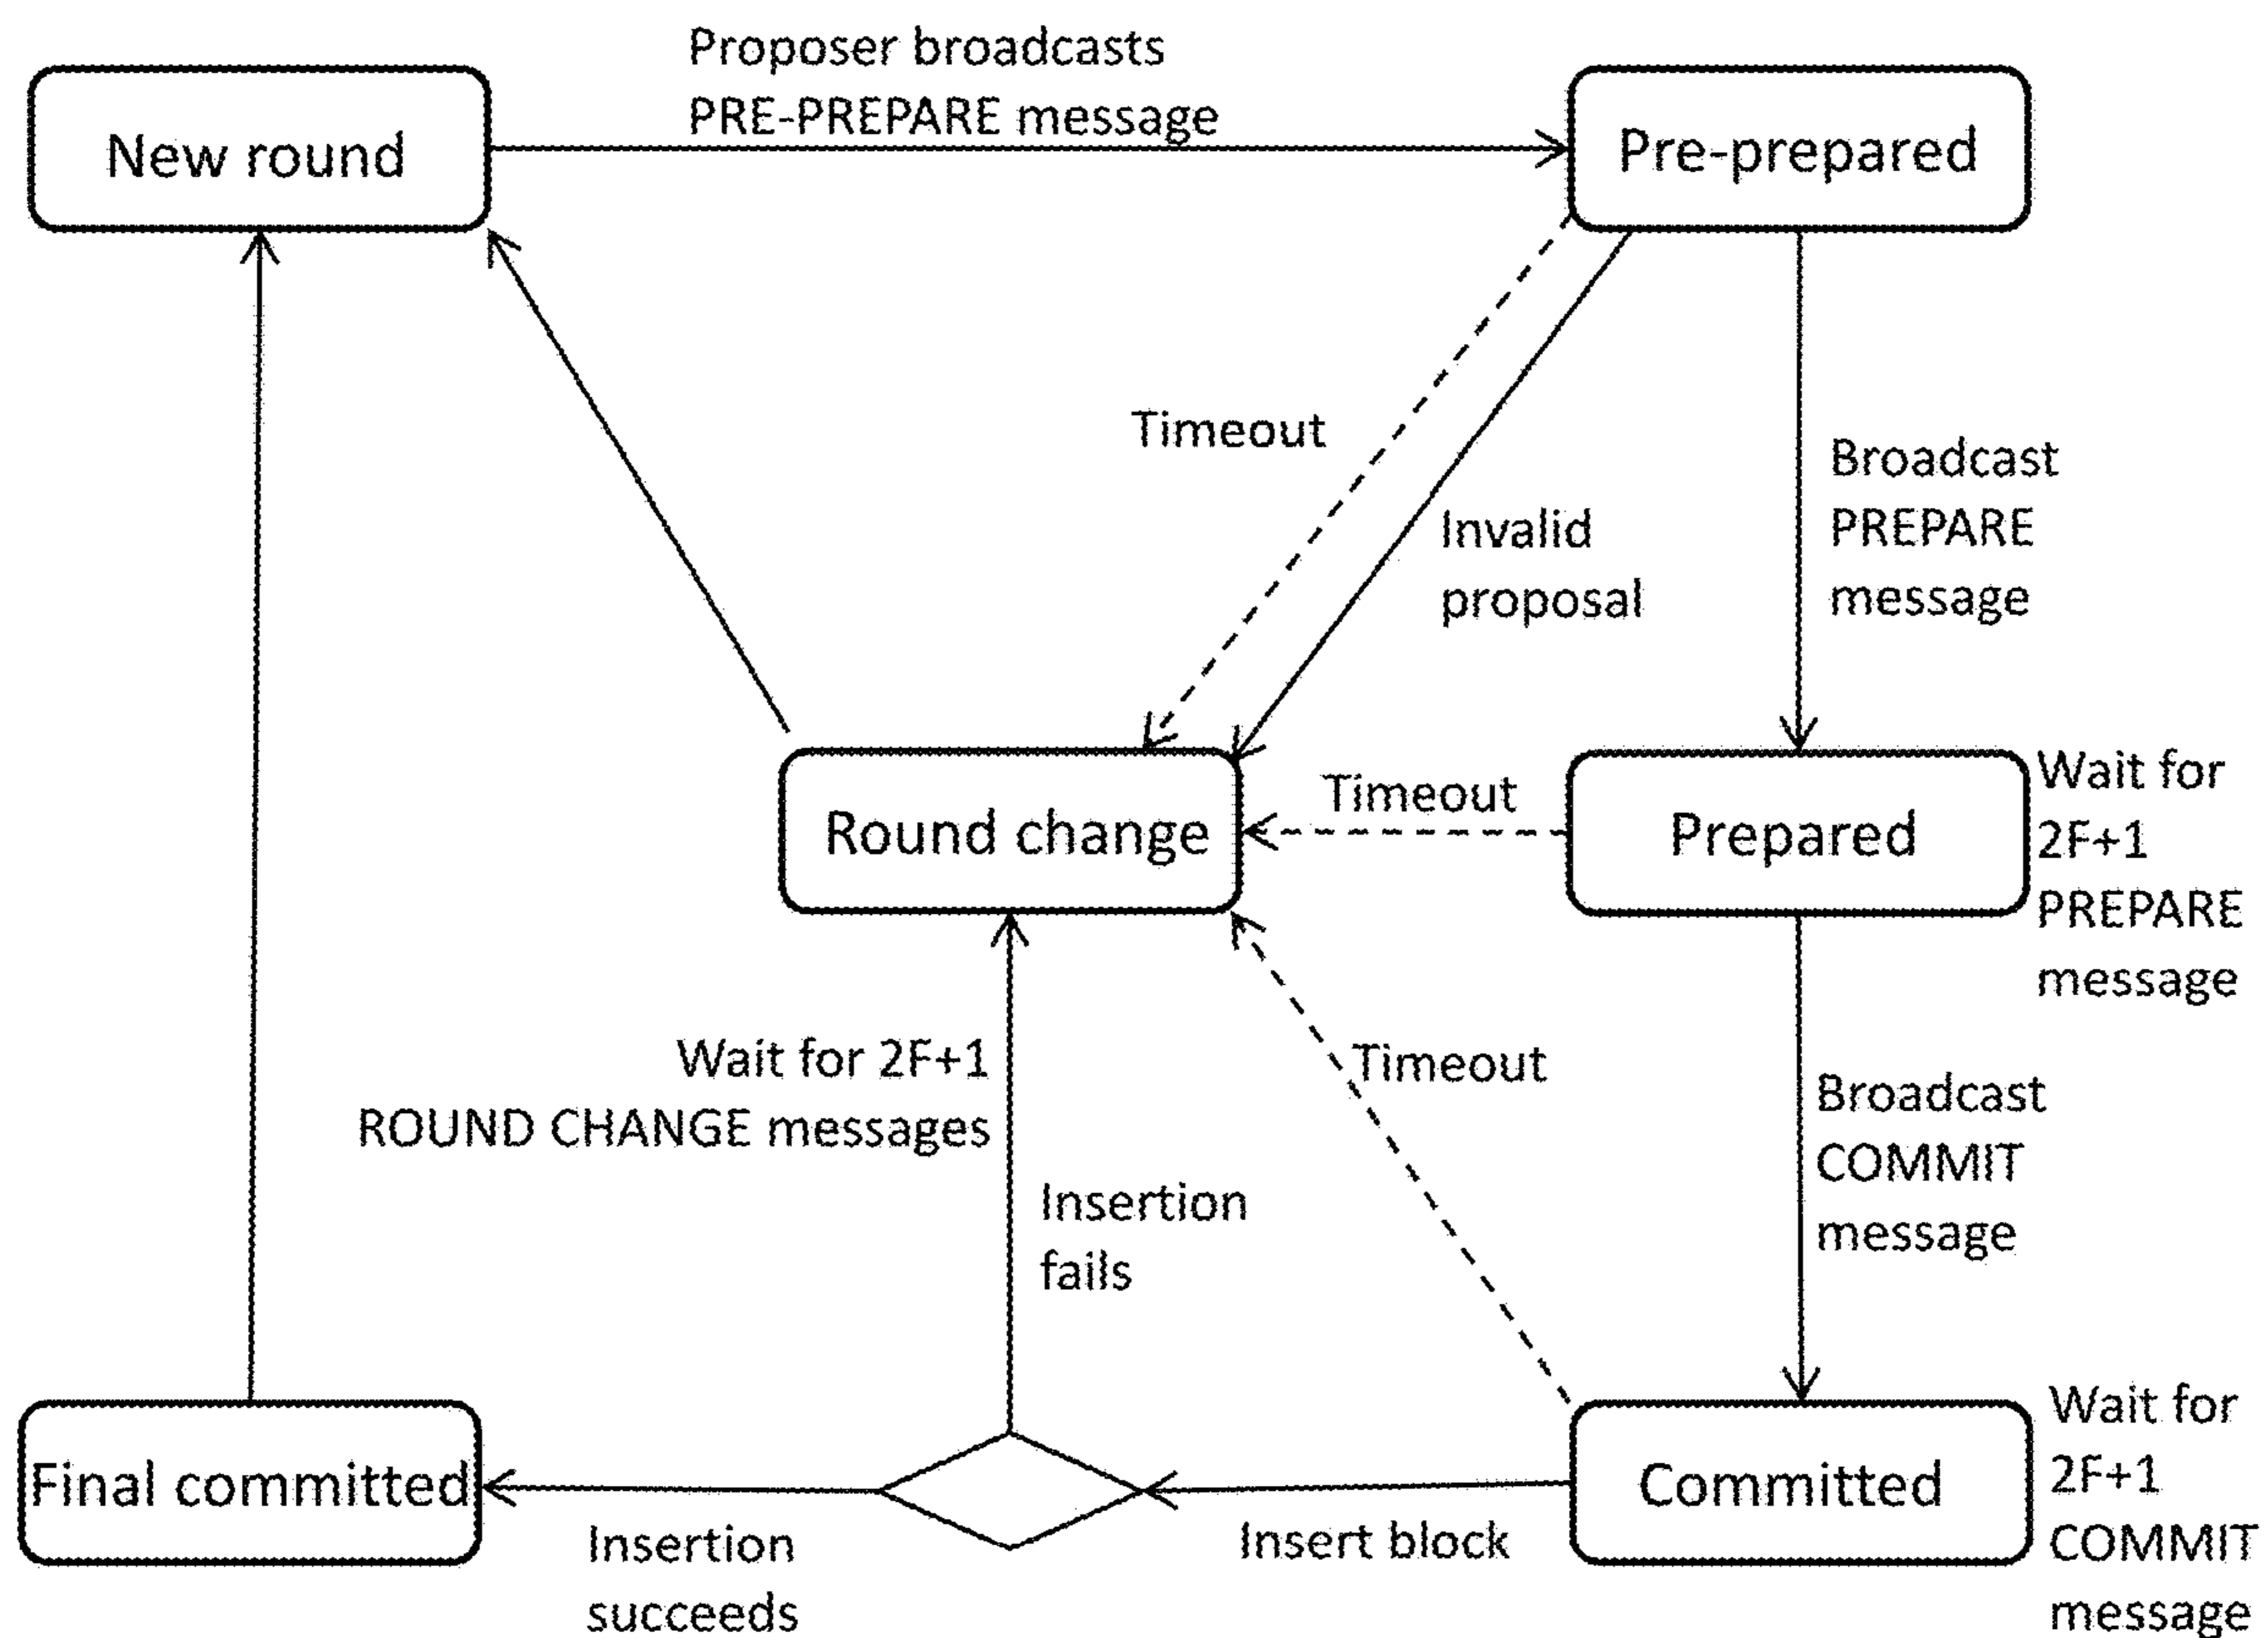 Proposer broadcasts
PRE-PREPARE message
New round
Pre-prepared
Timeout
Broadcast
PREPARE
message
Invalid
proposal
Round change
Timeout
Prepared
Wait for
2F+1
PREPARE
message
Wait for 2F+1
ROUND CHANGE messages
Timeout
Broadcast
COMMIT
message
Insertion
fails
Final committed
Insertion
succeeds
Insert block
Committed
Wait for
2F+1
COMMIT
message